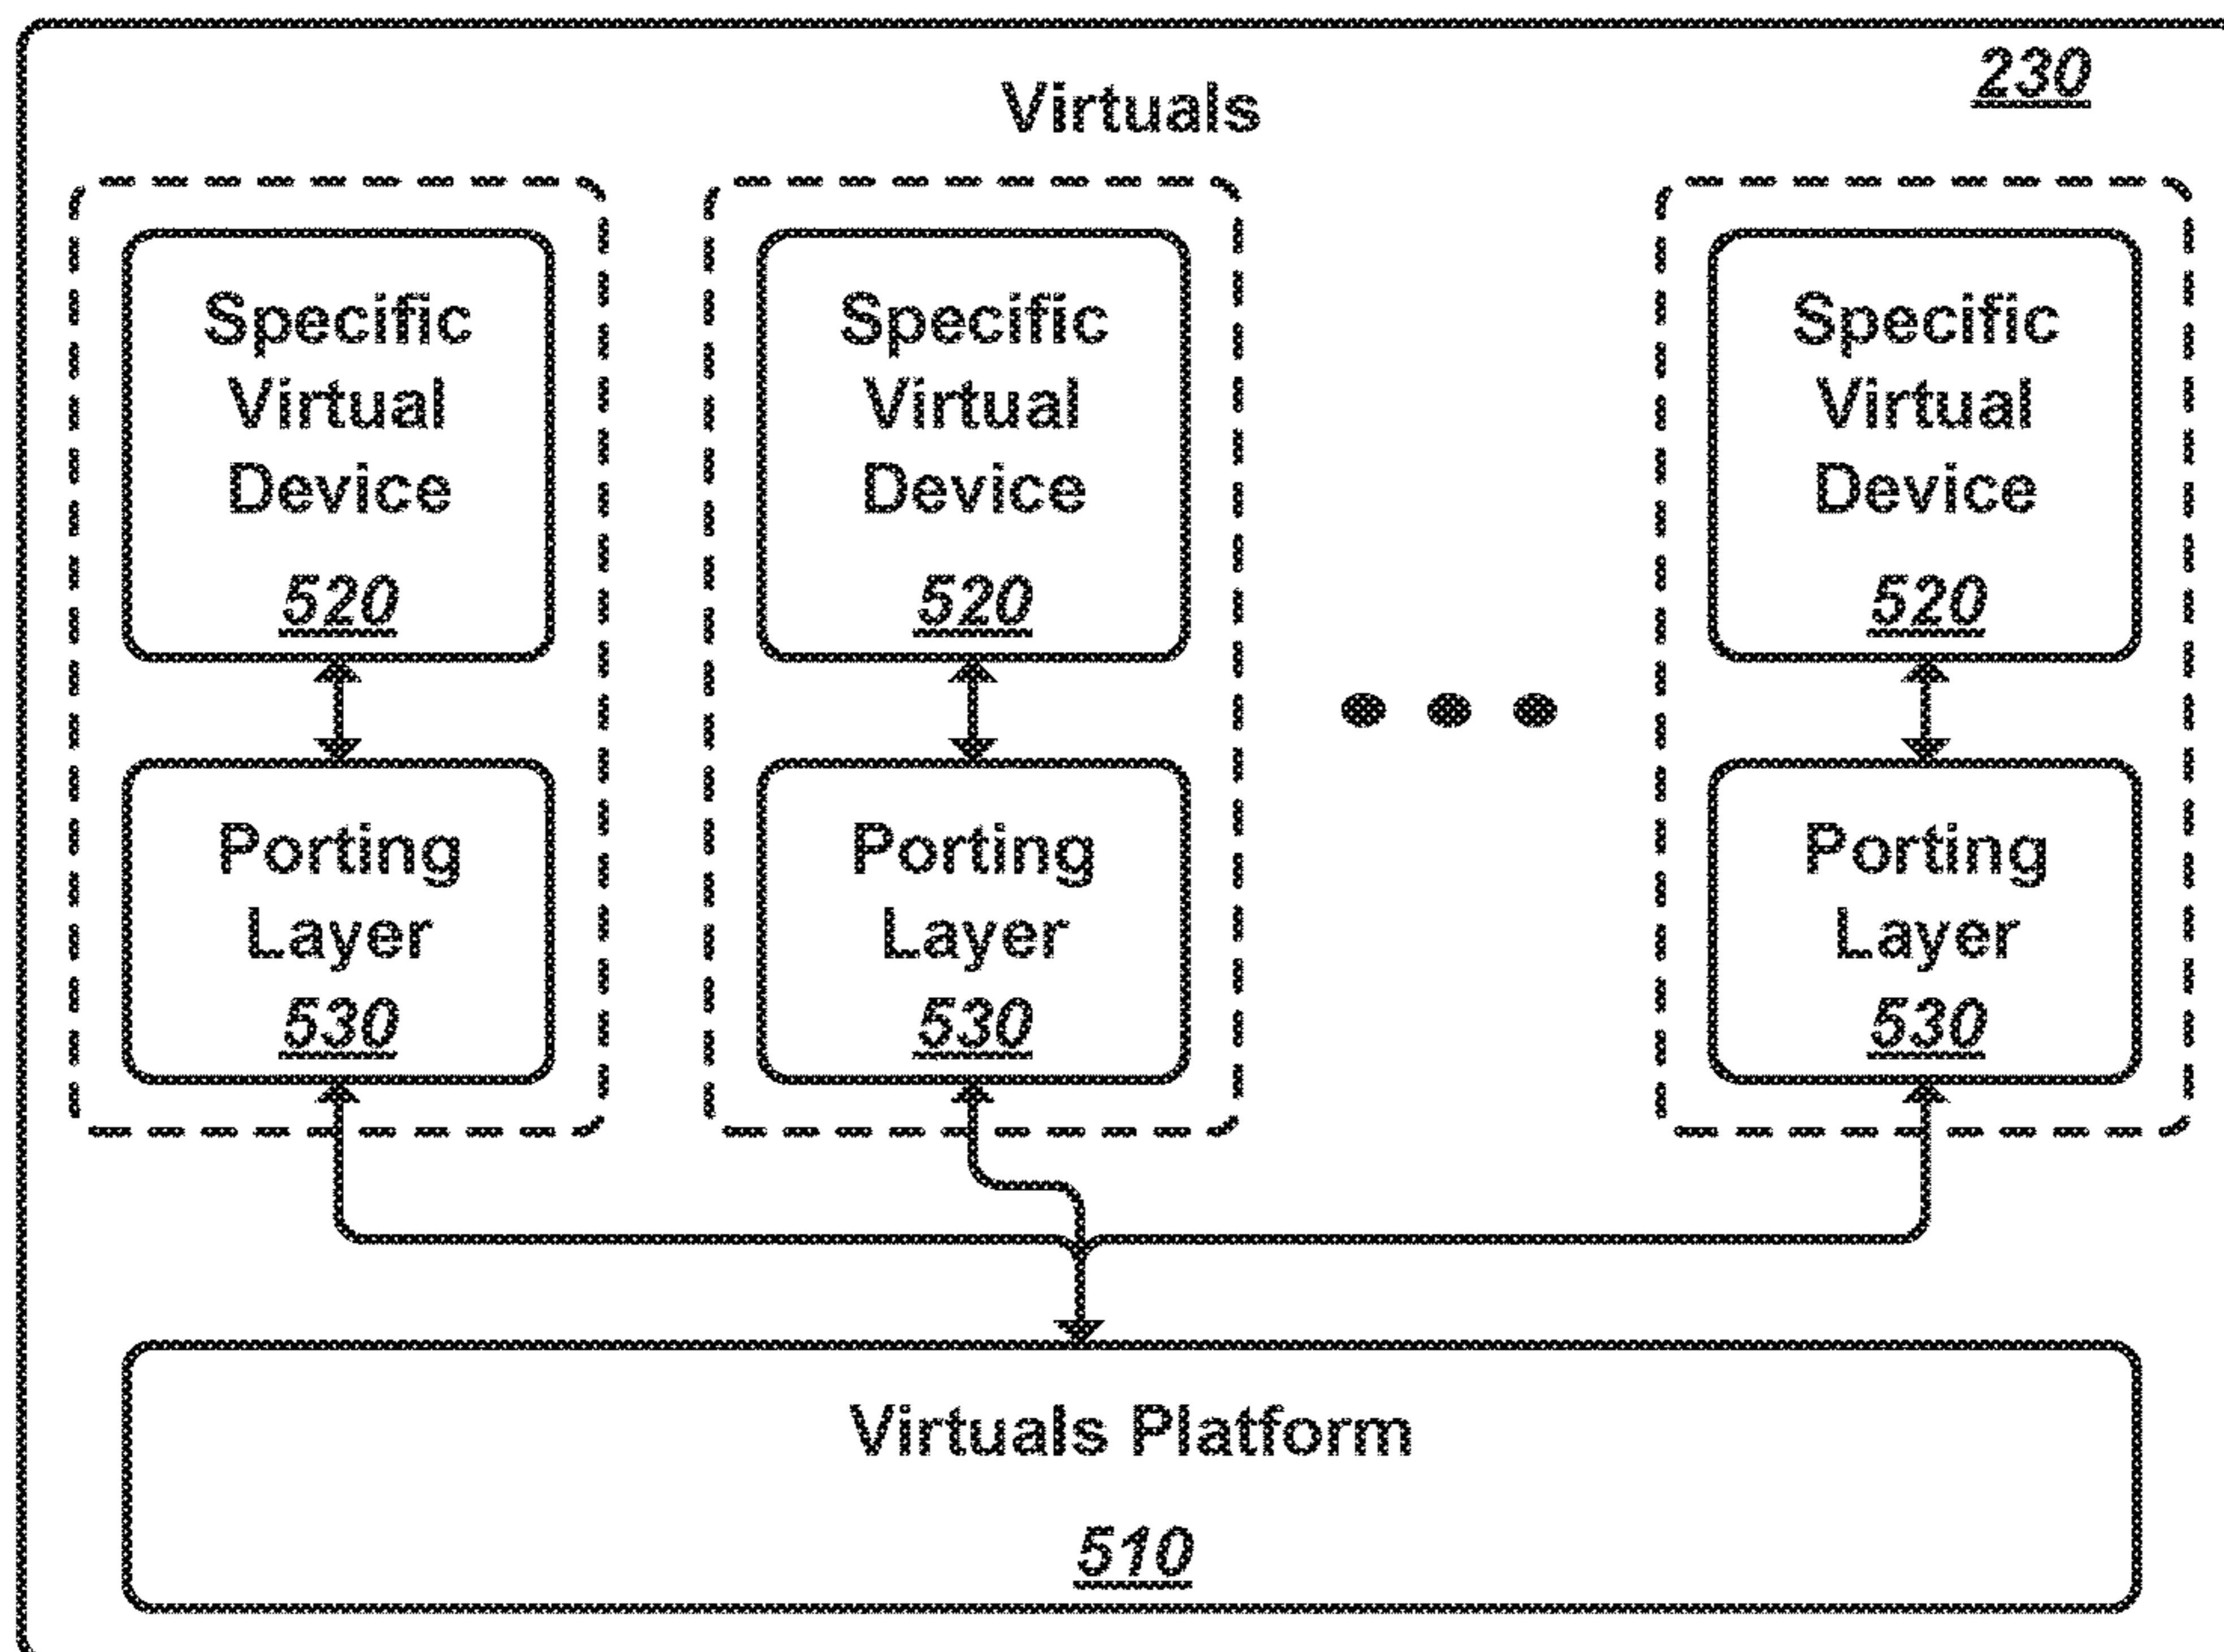 230
Virtuals
Specific
Virtual
Device
520
Specific
Virtual
Device
520
Specific
Virtual
Device
520
Porting
Layer
530
Porting
Layer
530
Porting
Layer
530
Virtuals Platform
510